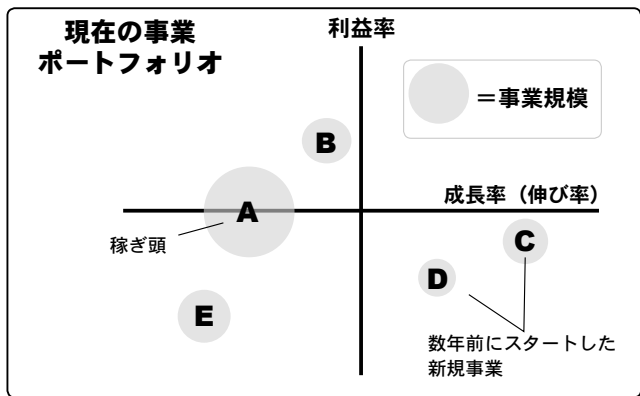 現在の事業
ポートフォリオ
利益率
＝事業規模
B
成長率（伸び率）
A
C
稼ぎ頭
D
E
数年前にスタートした
新規事業